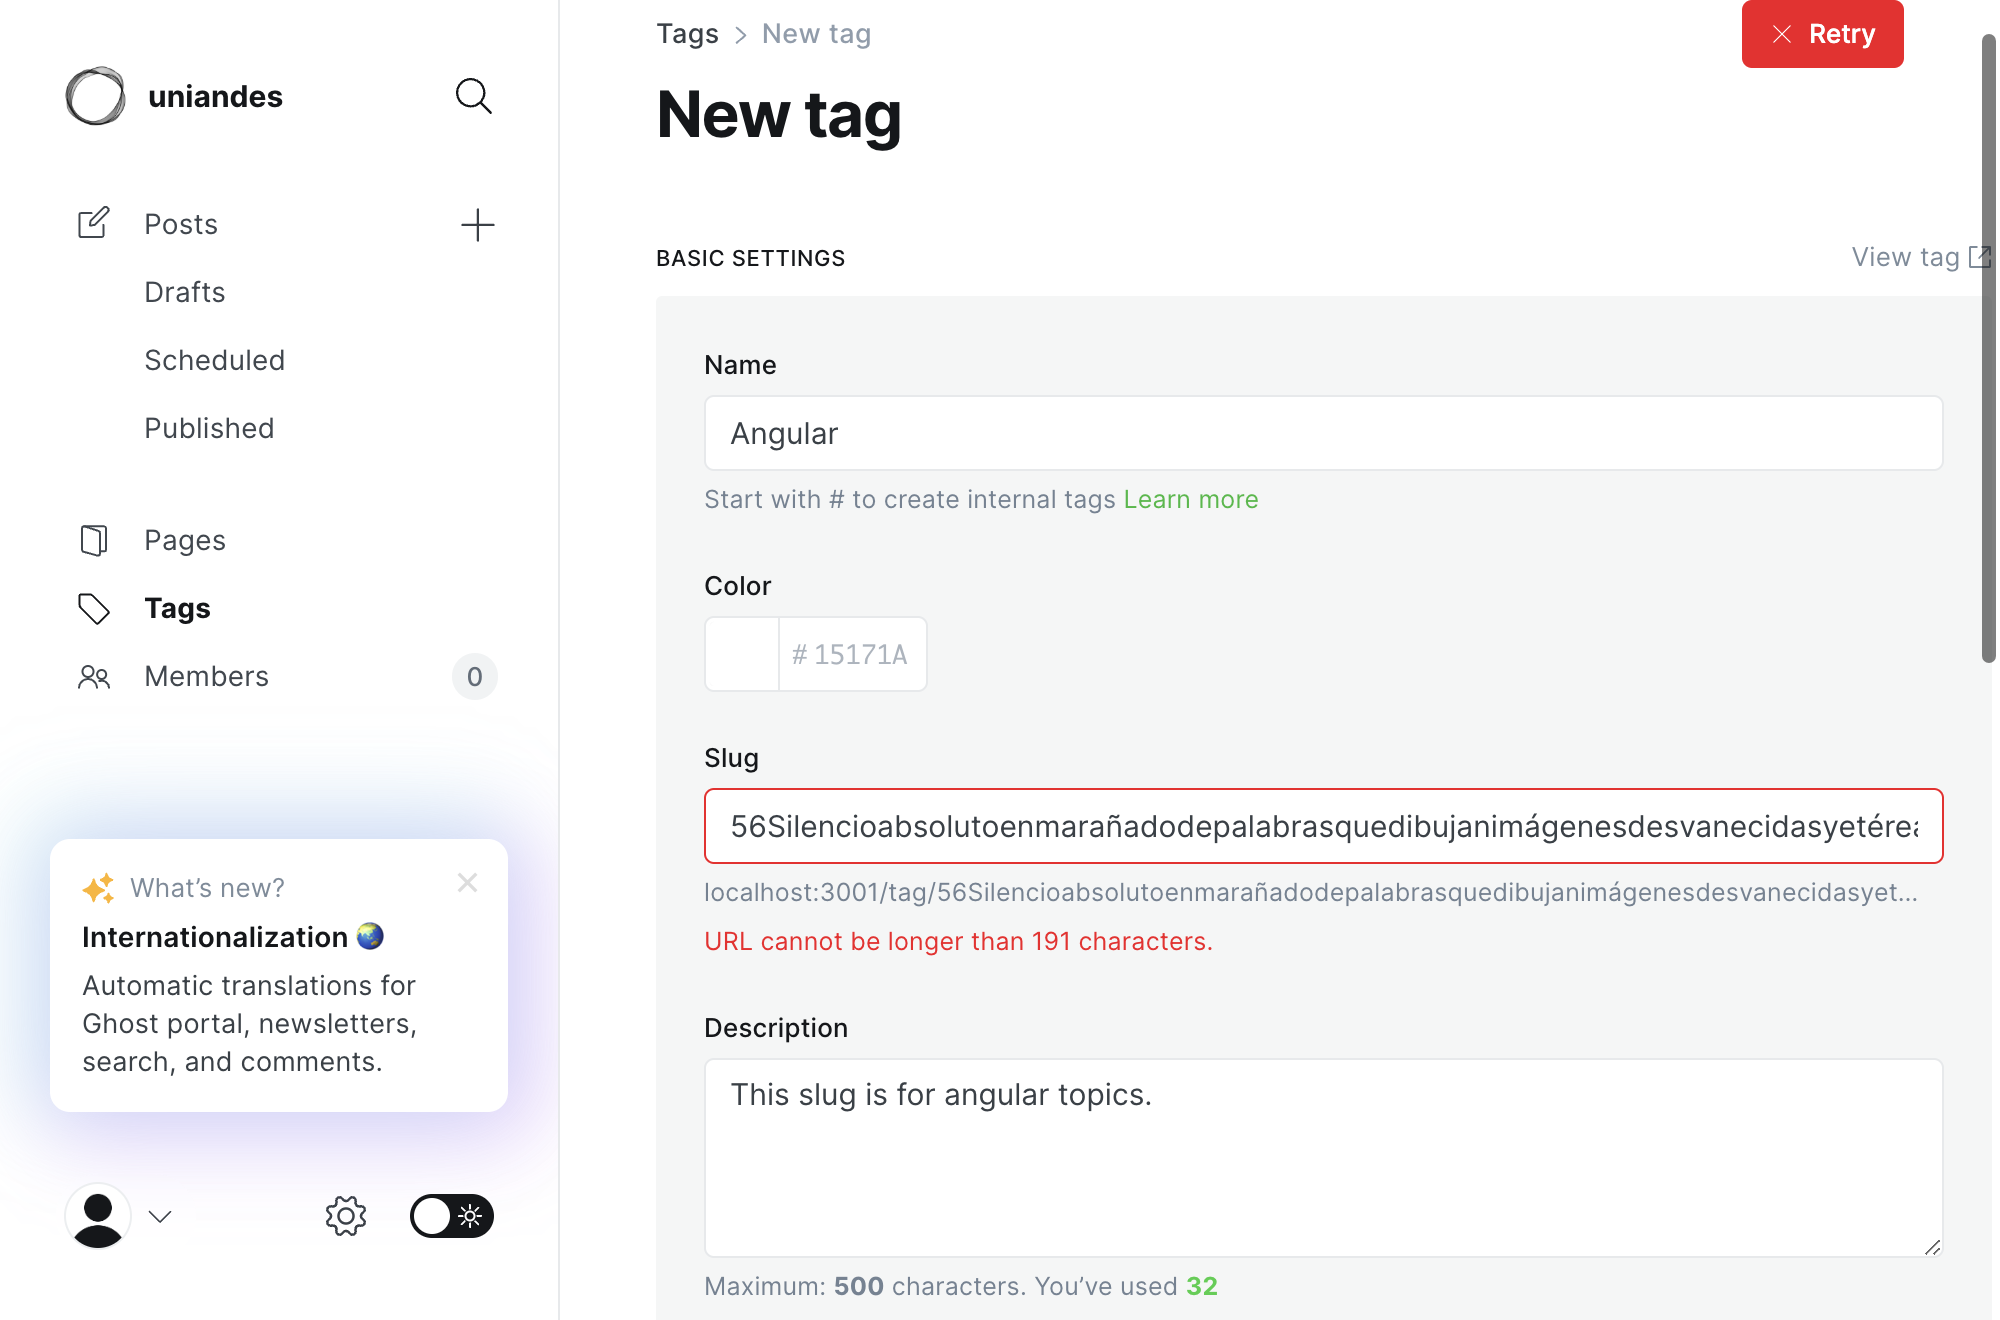 uniandes
Posts
Drafts
Scheduled
Published
Pages
Tags
Members
0
What's new?
Internationalization
Automatic translations for
Ghost portal, newsletters,
search, and comments.
Tags > New tag
Retry
New tag
BASIC SETTINGS
View tag
Name
Angular
Start with # to create internal tags Learn more
Color
# 15171A
Slug
56Silencioabsolutoenmarañadodepalabrasquedibujanimágenesdesvanecidasyetérea
localhost:3001/tag/56Silencioabsolutoenmarañadodepalabrasquedibujanimágenesdesvanecidasyet...
URL cannot be longer than 191 characters.
Description
This slug is for angular topics.
Maximum: 500 characters. You've used 32